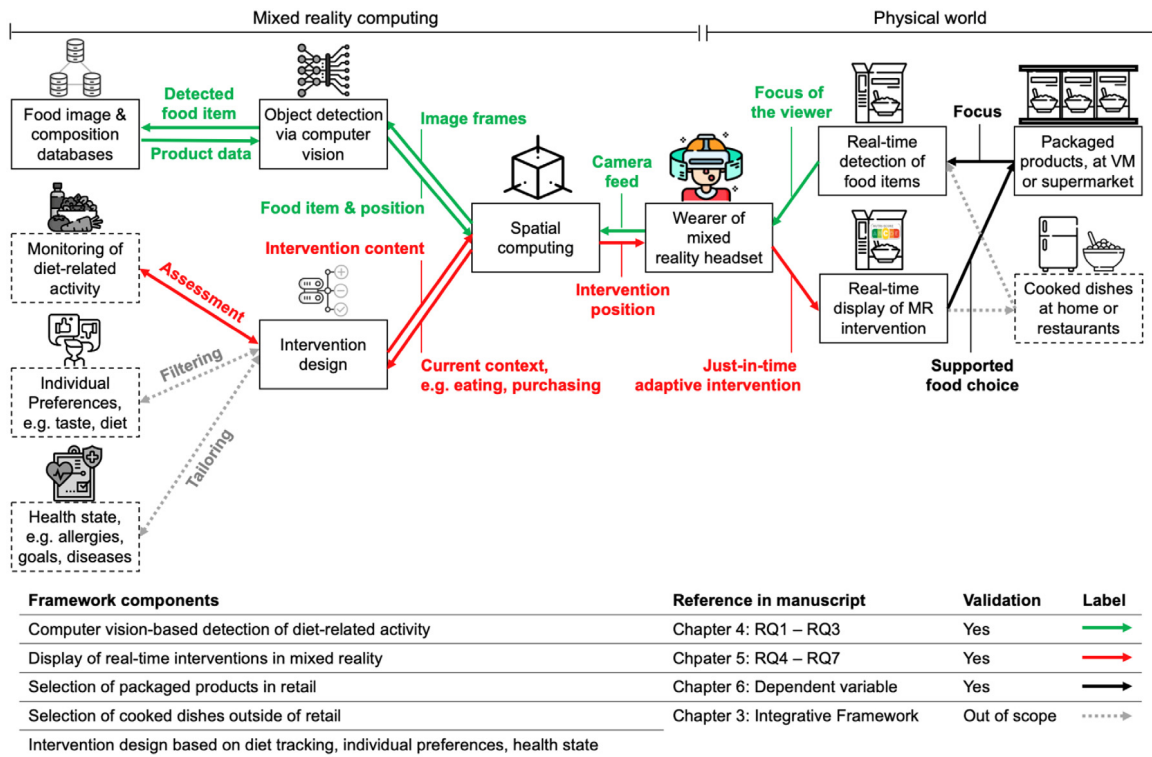 Mixed reality computing
Physical world
Food image &
composition
databases
Detected
food item
Product data
Object detection
via computer
vision
Image frames
Food item & position
Focus of
the viewer
Camera
feed
Real-time
detection of
food items
Focus
Packaged
products, at VM
or supermarket
Monitoring of
diet-related
activity
Assessment
Intervention content
Spatial
computing
Wearer of
mixed
reality headset
Intervention
position
Real-time
display of MR
intervention
Cooked dishes
at home or
restaurants
Intervention
design
Current context,
e.g. eating, purchasing
Just-in-time
adaptive intervention
Supported
food choice
Individual
Preferences,
e.g. taste, diet
Filtering
Tailoring
Health state,
e.g. allergies,
goals, diseases
Framework components Reference in manuscript Validation Label
Computer vision-based detection of diet-related activity Chapter 4: RQ1 – RQ3 Yes
Display of real-time interventions in mixed reality Chpater 5: RQ4 – RQ7 Yes
Selection of packaged products in retail Chapter 6: Dependent variable Yes
Selection of cooked dishes outside of retail Chapter 3: Integrative Framework Out of scope
Intervention design based on diet tracking, individual preferences, health state